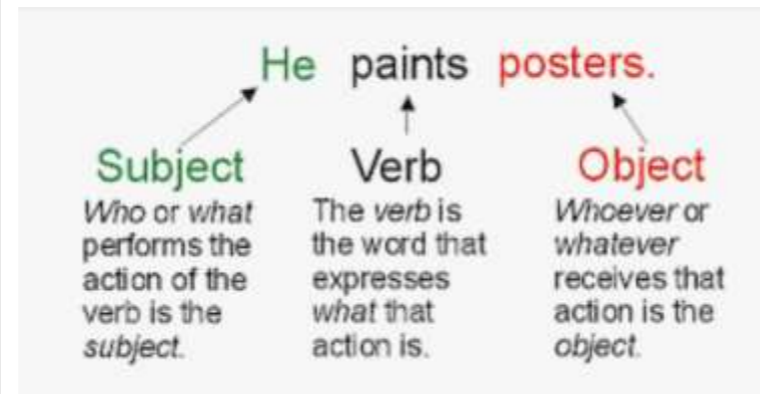 He paints posters.
Subject Verb Object
Who or what
performs the
action of the
verb is the
subject.
The verb is
the word that
expresses
what that
action is.
Whoever or
whatever
receives that
action is the
object.